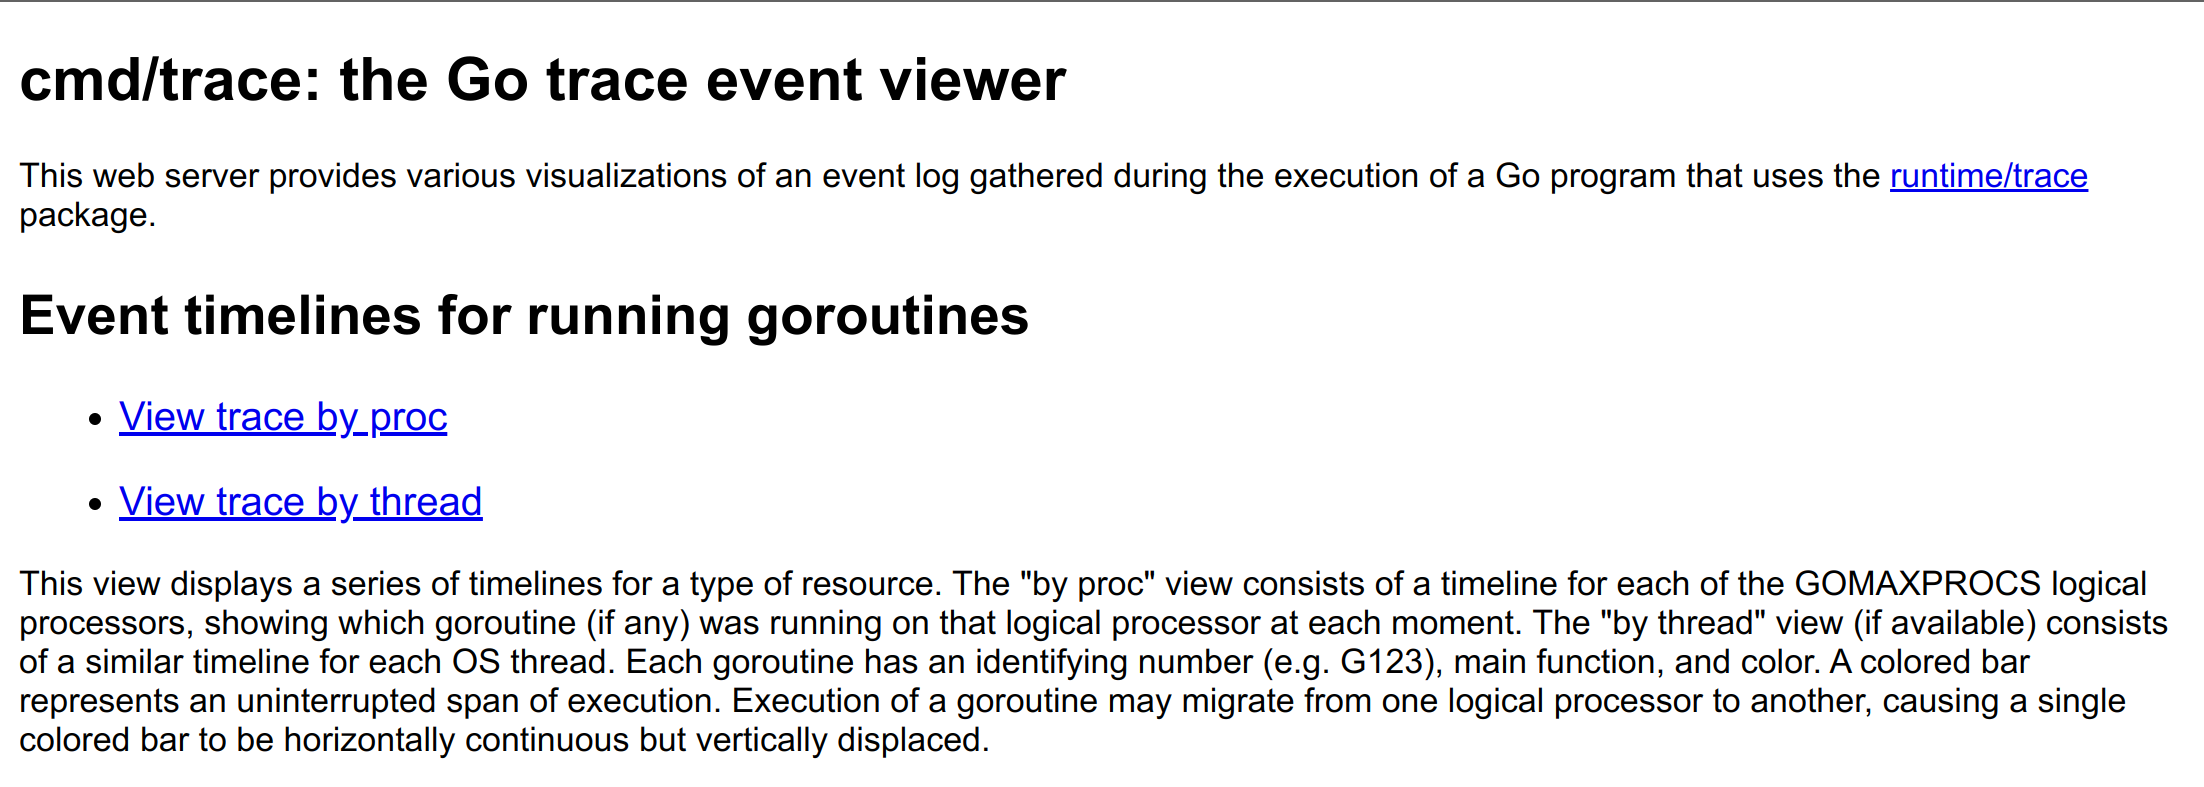 cmd/trace: the Go trace event viewer
This web server provides various visualizations of an event log gathered during the execution of a Go program that uses the runtime/trace
package.
Event timelines for running goroutines
• View trace by proc
• View trace by thread
This view displays a series of timelines for a type of resource. The "by proc" view consists of a timeline for each of the GOMAXPROCS logical
processors, showing which goroutine (if any) was running on that logical processor at each moment. The "by thread" view (if available) consists
of a similar timeline for each OS thread. Each goroutine has an identifying number (e.g. G123), main function, and color. A colored bar
represents an uninterrupted span of execution. Execution of a goroutine may migrate from one logical processor to another, causing a single
colored bar to be horizontally continuous but vertically displaced.